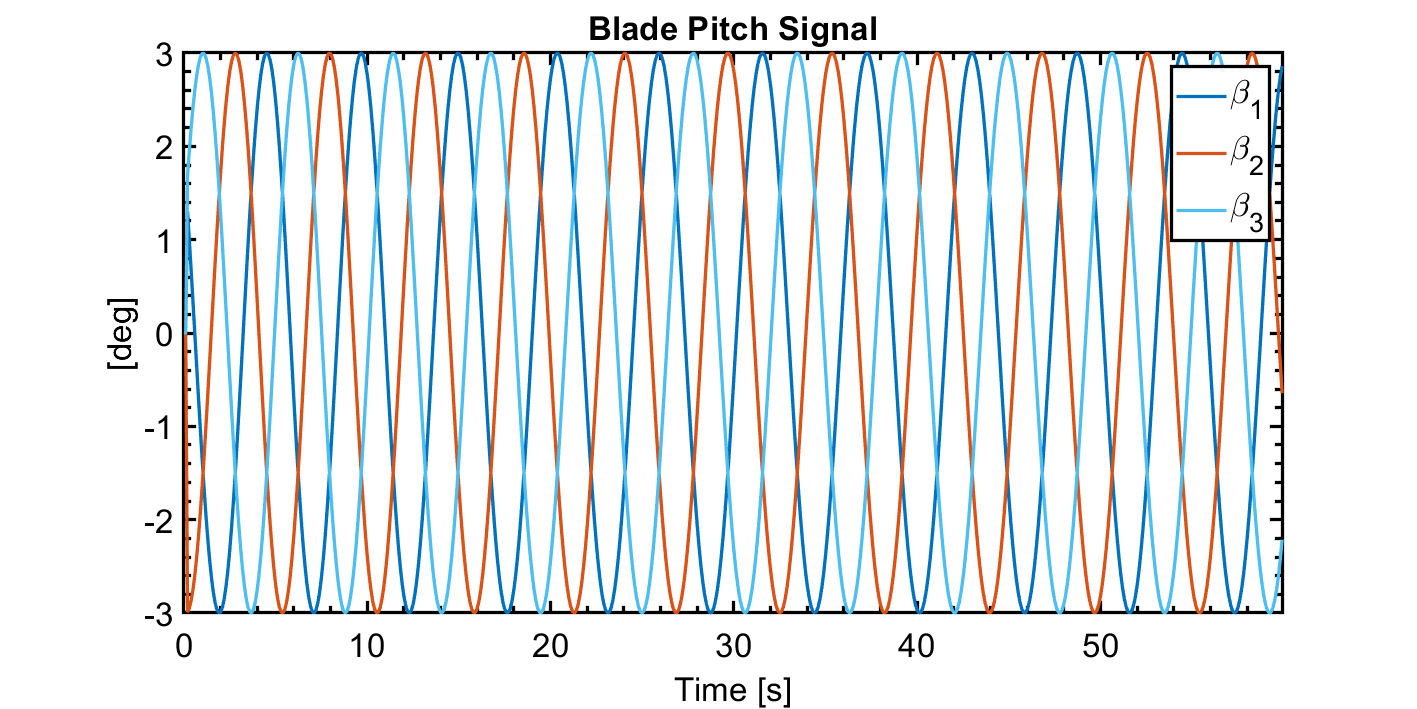 Blade Pitch Signal
3
2
1
0
-1
-2
-3
[deg]
0 10 20 30 40 50
Time [s]
β1
β2
β3